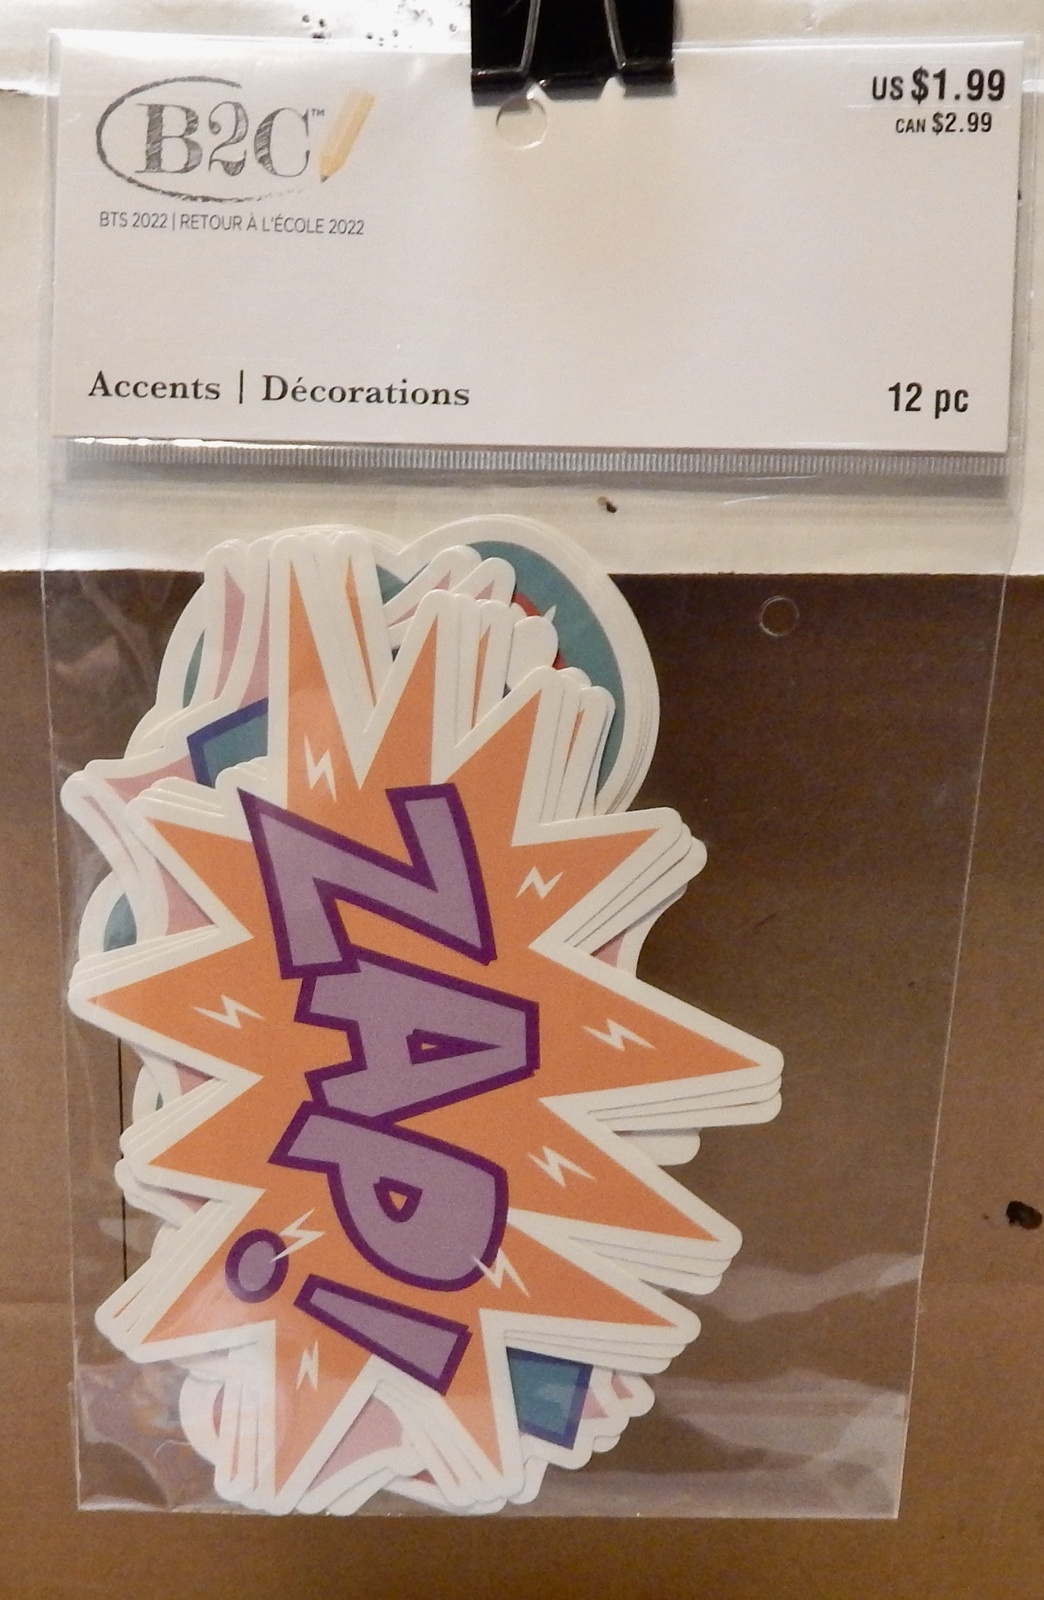 B2C™
BTS 2022 | RETOUR À L'ÉCOLE 2022
US $1.99
CAN $2.99
Accents | Décorations
12 pc
ZAP!